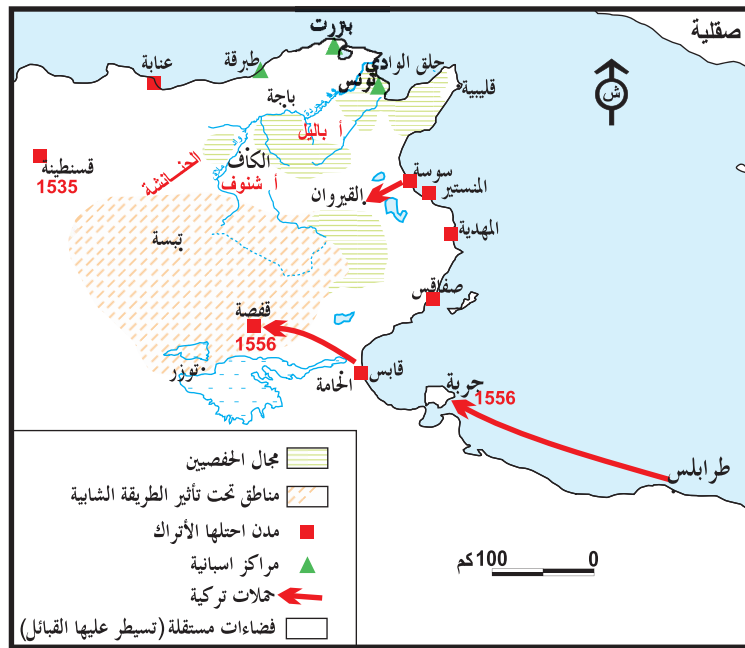 صقلية
بنزرت
حلق الوادي
تونس
طبرقة
عنابة
قليبية
ش
باجة
أ باليل
الكاف
الحنانشة
أ شنوف
قسنطينة
1535
سوسة
القيروان
المنستير
المهدية
تبسة
صفاقس
قفصة
1556
توزر
قابس
الحامة
جربة
1556
طرابلس
مجال الحفصيين
مناطق تحت تأثير الطريقة الشابية
مدن احتلها الأتراك
مراكز اسبانية
حملات تركية
فضاءات مستقلة (تسيطر عليها القبائل)
0 100 كم